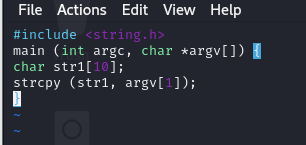 File Actions Edit View Help
#include <string.h>
main (int argc, char *argv[]) {
char str1[10];
strcpy (str1, argv[1]);
}
~
~